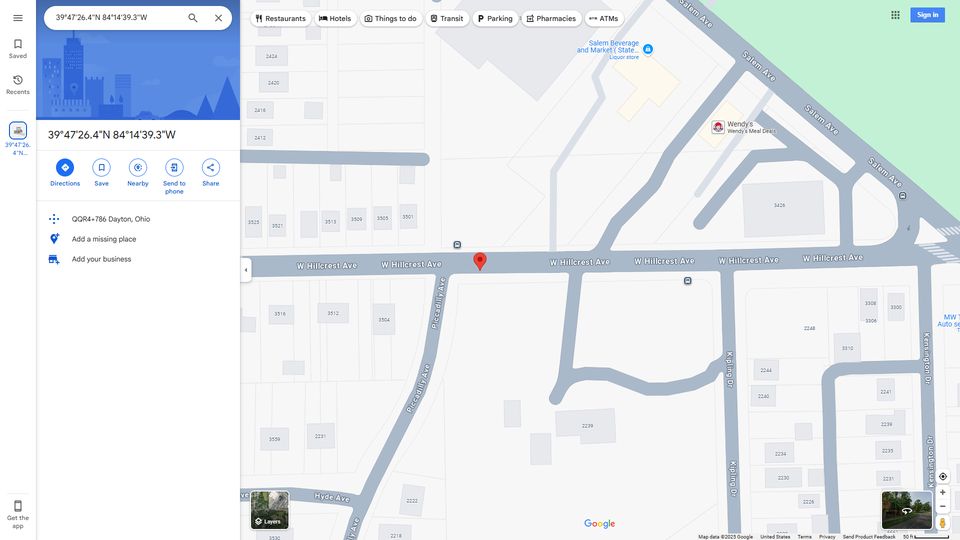 39°47'26.4"N 84°14'39.3"W
Restaurants
Hotels
Things to do
Transit
Parking
Pharmacies
ATMs
Sign in
Saved
Recents
39°47'26.
4"N...
Get the
app
39°47'26.4"N 84°14'39.3"W
Directions
Save
Nearby
Send to
phone
Share
QQR4+786 Dayton, Ohio
Add a missing place
Add your business
Salem Ave
Salem Ave
Salem Ave
Salem Ave
Salem Beverage
and Market ( State...
Liquor store
Wendy's
Wendy's Meal Deals
2424
2420
2416
2412
3525
3521
3513
3509
3505
3501
3426
W Hillcrest Ave
W Hillcrest Ave
W Hillcrest Ave
W Hillcrest Ave
W Hillcrest Ave
W Hillcrest Ave
Piccadilly Ave
Piccadilly Ave
3516
3512
3504
3308
3300
3306
2248
3310
MW T
Auto se
Kipling Dr
Kipling Dr
Kensington Dr
Kensington Dr
2244
2240
2241
2239
2239
2234
2235
2230
2231
2226
3559
2231
2222
2218
3530
Hyde Ave
Layers
Google
Map data ©2025 Google
United States
Terms
Privacy
Send Product Feedback
50 ft